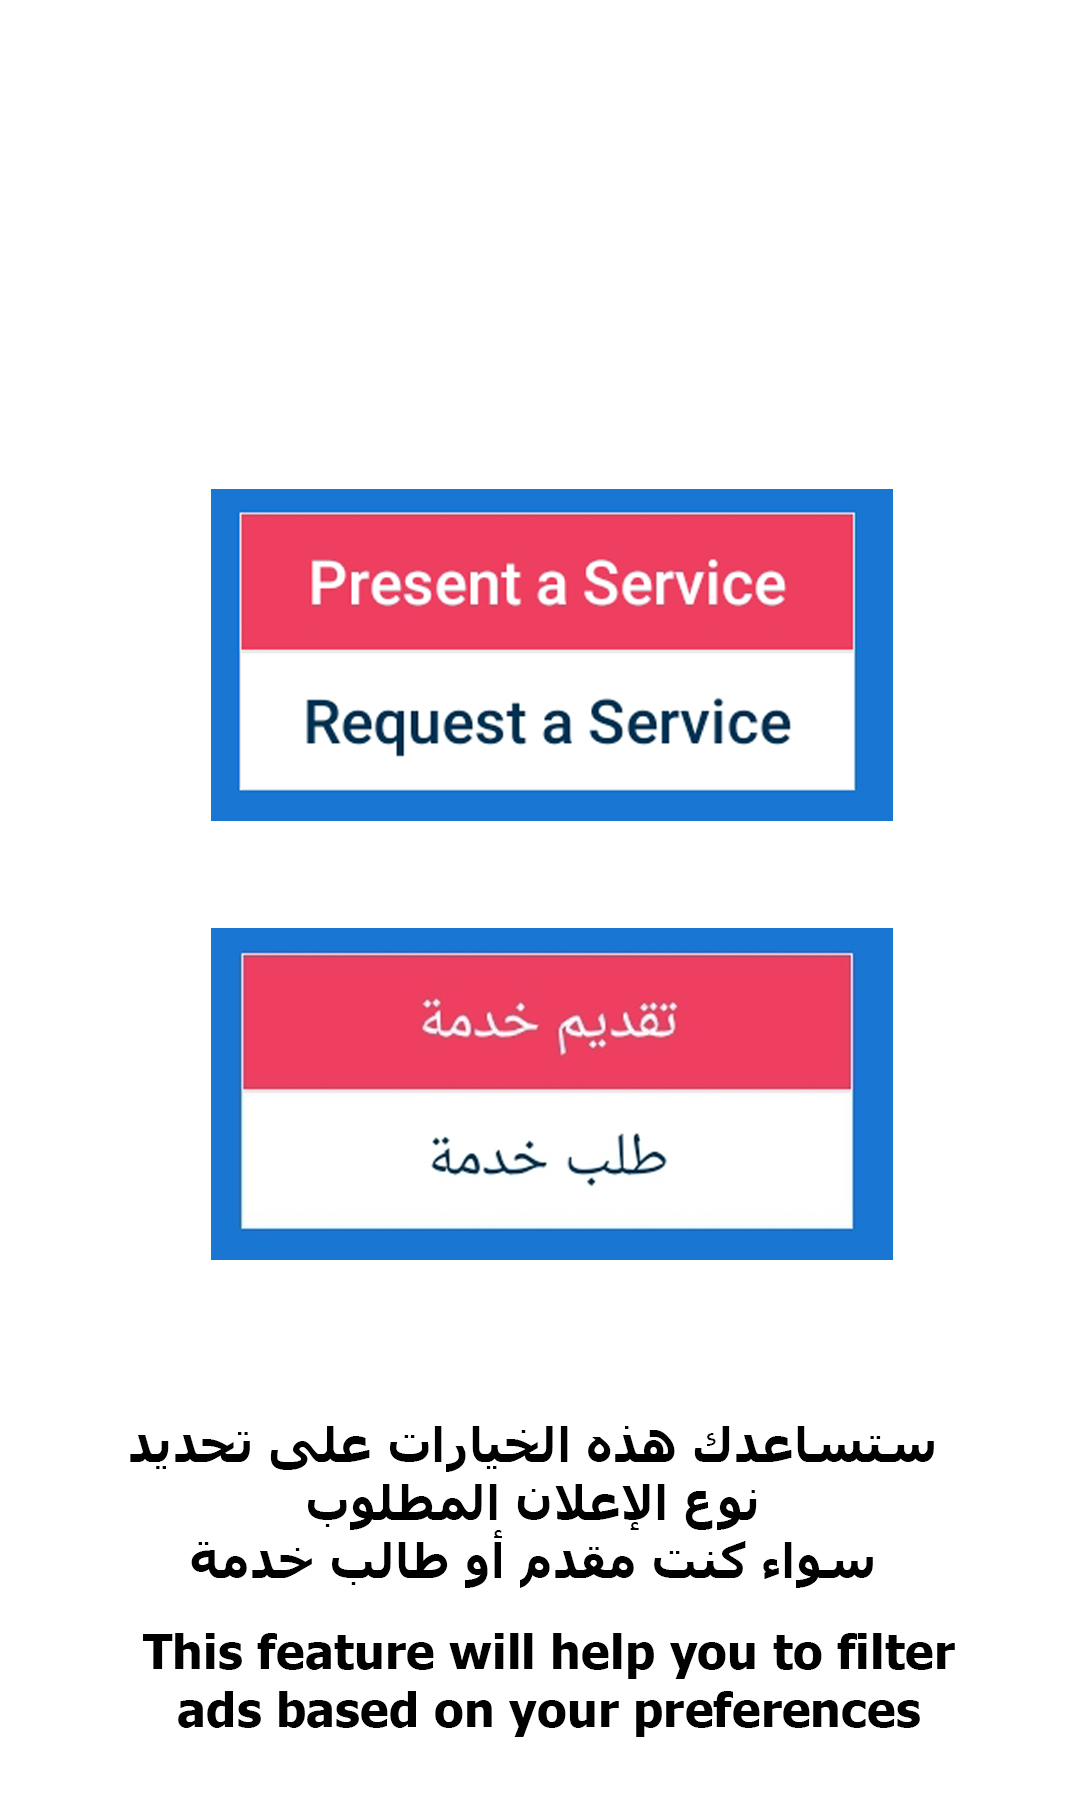 Present a Service
Request a Service
تقديم خدمة
طلب خدمة
ستساعدك هذه الخيارات على تحديد
نوع الإعلان المطلوب
سواء كنت مقدم أو طالب خدمة
This feature will help you to filter
ads based on your preferences